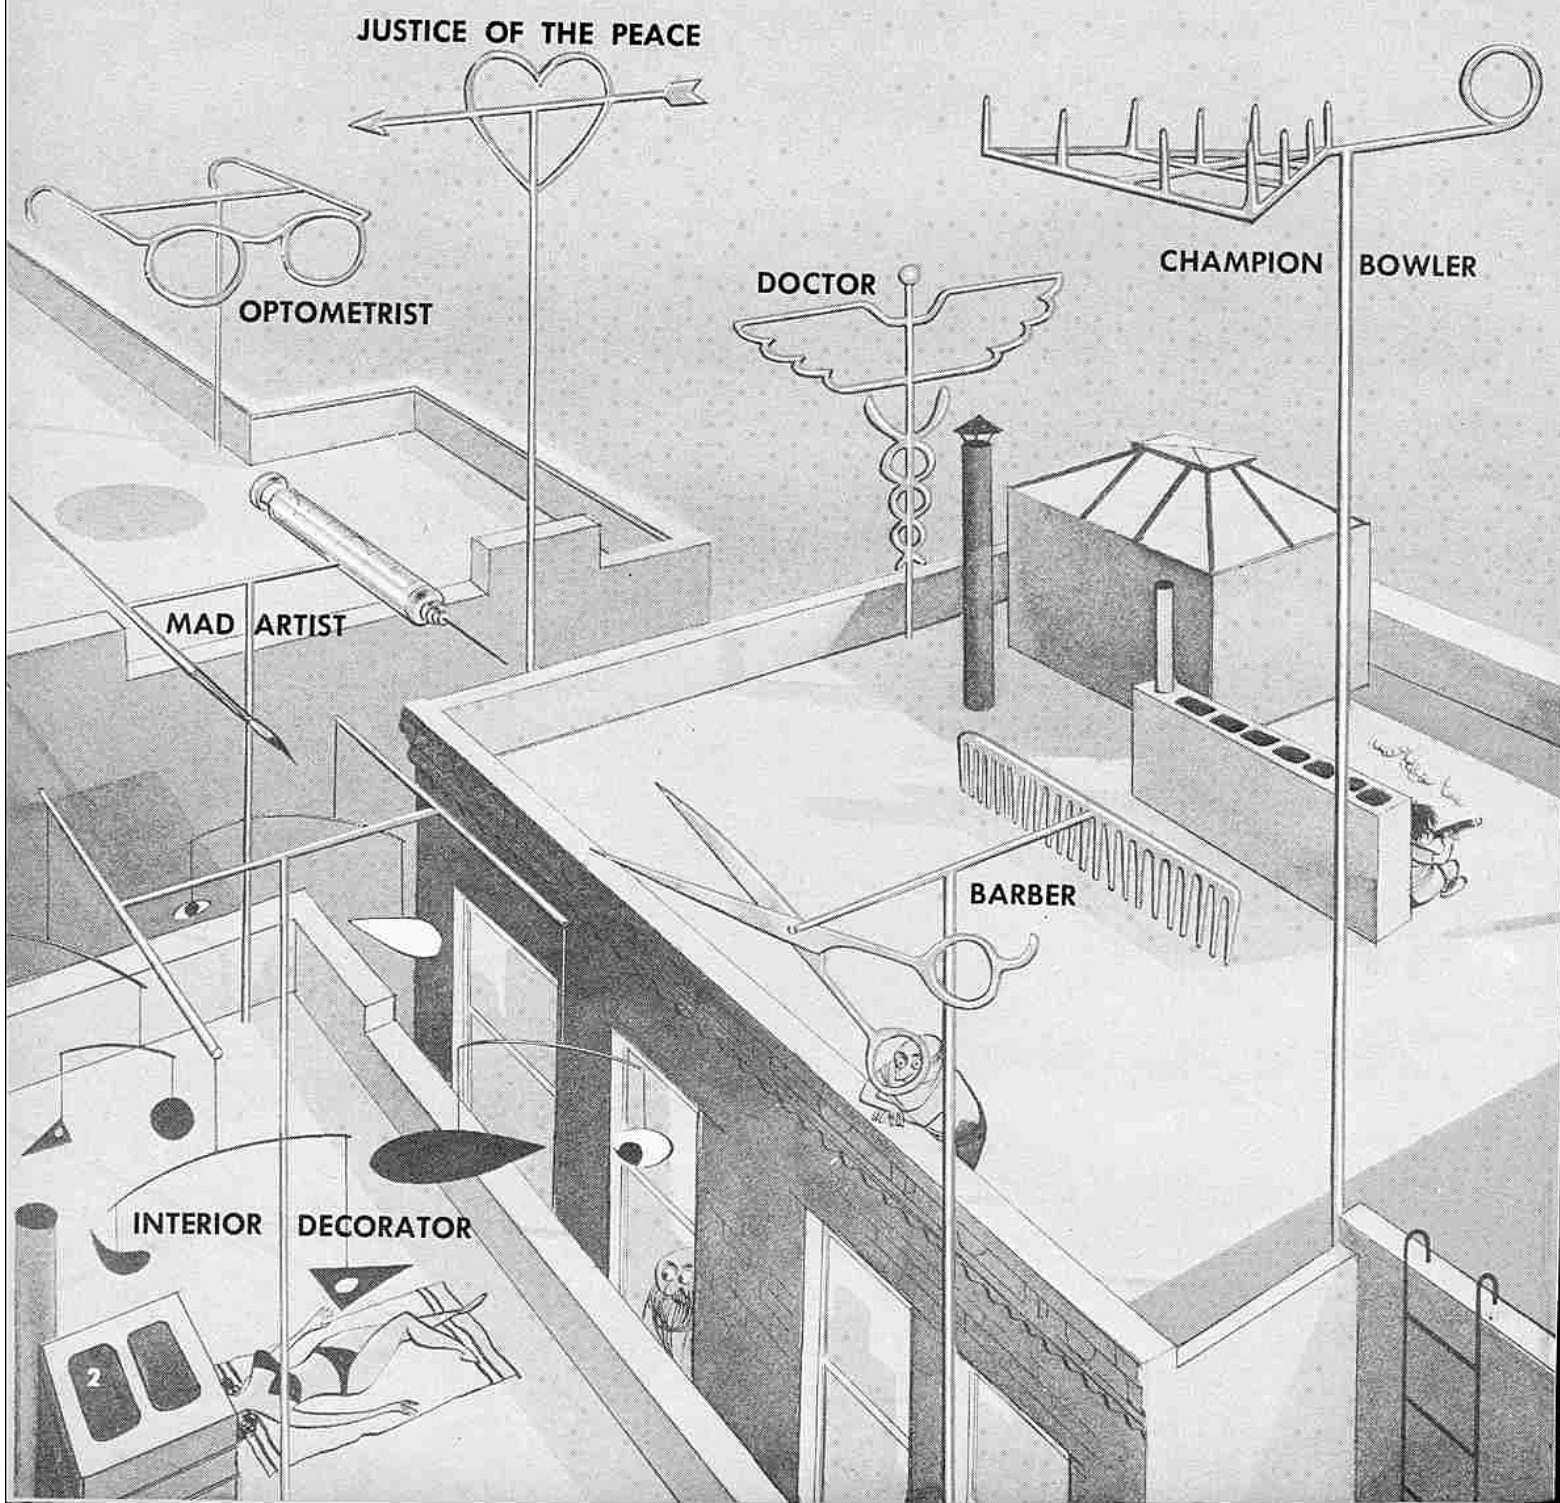 JUSTICE OF THE PEACE
OPTOMETRIST
DOCTOR
CHAMPION BOWLER
MAD ARTIST
BARBER
INTERIOR DECORATOR
2